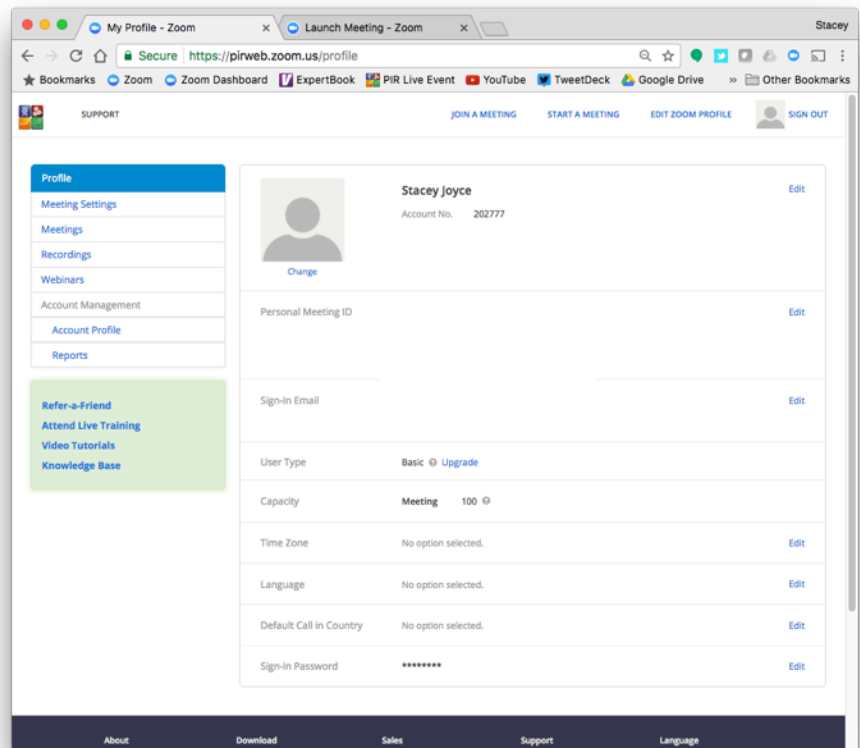 My Profile - Zoom
Launch Meeting - Zoom
Stacey
Secure https://pirweb.zoom.us/profile
Bookmarks Zoom Zoom Dashboard ExpertBook PIR Live Event YouTube TweetDeck Google Drive » Other Bookmarks
SUPPORT JOIN A MEETING START A MEETING EDIT ZOOM PROFILE SIGN OUT
Profile
Meeting Settings
Meetings
Recordings
Webinars
Account Management
Account Profile
Reports
Refer-a-Friend
Attend Live Training
Video Tutorials
Knowledge Base
Stacey Joyce Edit
Account No. 202777
Change
Personal Meeting ID Edit
Sign-In Email Edit
User Type Basic Upgrade
Capacity Meeting 100
Time Zone No option selected. Edit
Language No option selected. Edit
Default Call in Country No option selected. Edit
Sign-In Password ******** Edit
About Download Sales Support Language